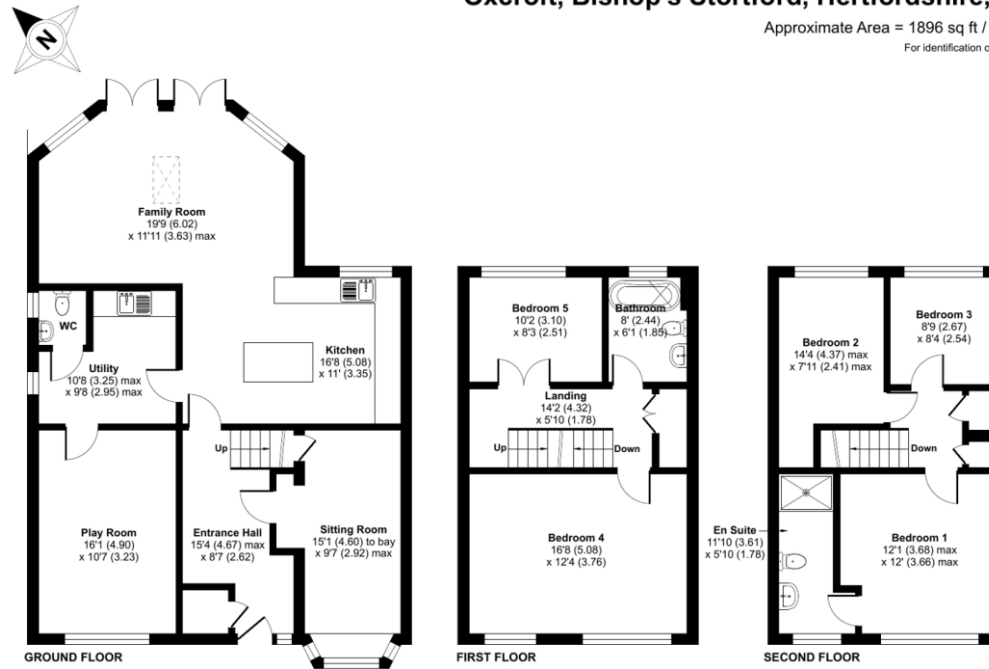 Oxcroft, Bishop's Stortford, Hertfordshire,
Approximate Area = 1896 sq ft /
For identification o
N
Family Room
19'9 (6.02)
x 11'11 (3.63) max
WC
Utility
10'8 (3.25) max
x 9'8 (2.95) max
Kitchen
16'8 (5.08)
x 11' (3.35)
Up
Play Room
16'1 (4.90)
x 10'7 (3.23)
Entrance Hall
15'4 (4.67) max
x 8'7 (2.62)
Sitting Room
15'1 (4.60) to bay
x 9'7 (2.92) max
GROUND FLOOR
Bedroom 5
10'2 (3.10)
x 8'3 (2.51)
Bathroom
8' (2.44)
x 6'1 (1.85)
Landing
14'2 (4.32)
x 5'10 (1.78)
Up
Down
Bedroom 4
16'8 (5.08)
x 12'4 (3.76)
FIRST FLOOR
Bedroom 2
14'4 (4.37) max
x 7'11 (2.41) max
Bedroom 3
8'9 (2.67)
x 8'4 (2.54)
Down
En Suite
11'10 (3.61)
x 5'10 (1.78)
Bedroom 1
12'1 (3.68) max
x 12' (3.66) max
SECOND FLOOR